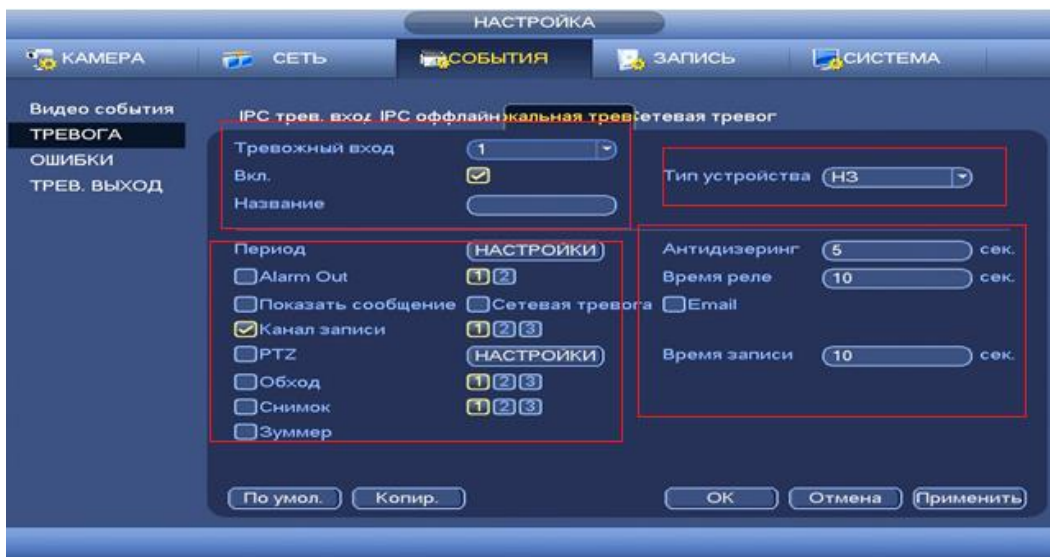 НАСТРОЙКА
КАМЕРА СЕТЬ СОБЫТИЯ ЗАПИСЬ СИСТЕМА
Видео события
ТРЕВОГА
ОШИБКИ
ТРЕВ. ВЫХОД
IPC трев. вход IPC оффлайн окальная трев Сетевая тревог
Тревожный вход 1
Вкл. Тип устройства НЗ
Название
Период НАСТРОЙКИ Антидизеринг 5 сек.
Alarm Out 1 2 Время реле 10 сек.
Показать сообщение Сетевая тревога Email
Канал записи 1 2 3
PTZ НАСТРОЙКИ Время записи 10 сек.
Обход 1 2 3
Снимок 1 2 3
Зуммер
По умол. Копир. OK Отмена Применить